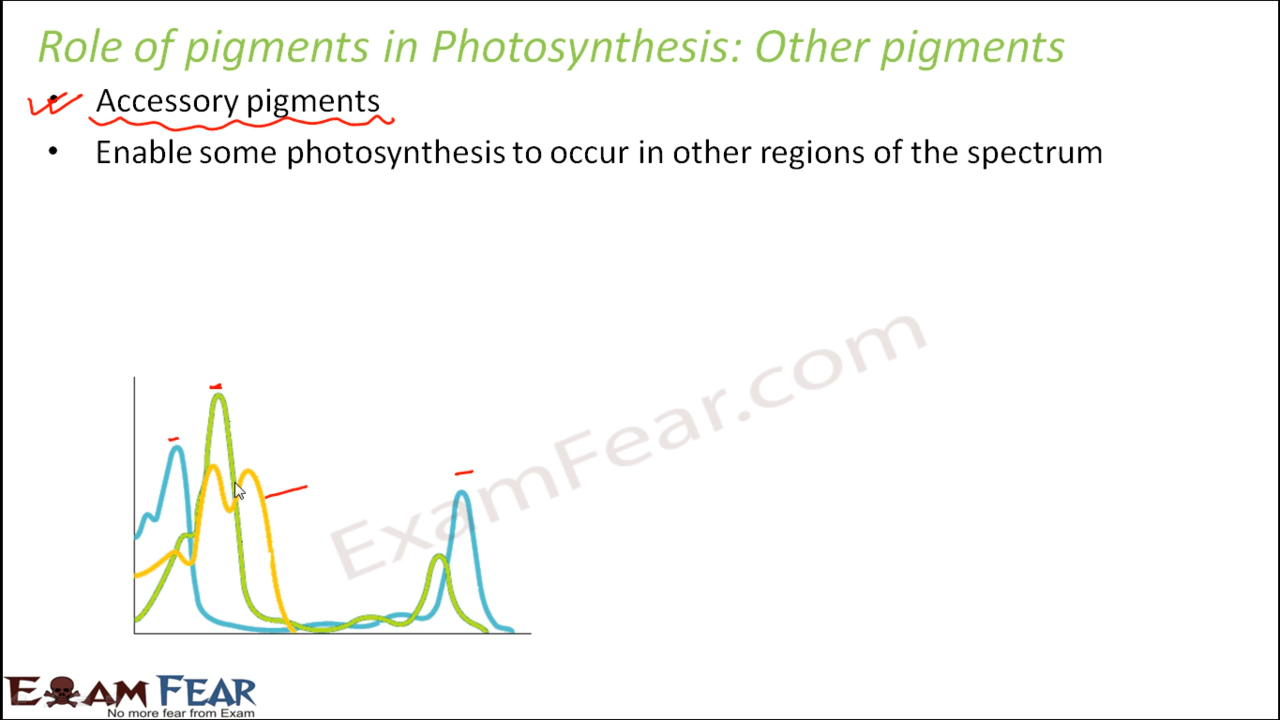 Role of pigments in Photosynthesis: Other pigments
• Accessory pigments
• Enable some photosynthesis to occur in other regions of the spectrum
ExamFear.com
EXAM FEAR
No more fear from Exam